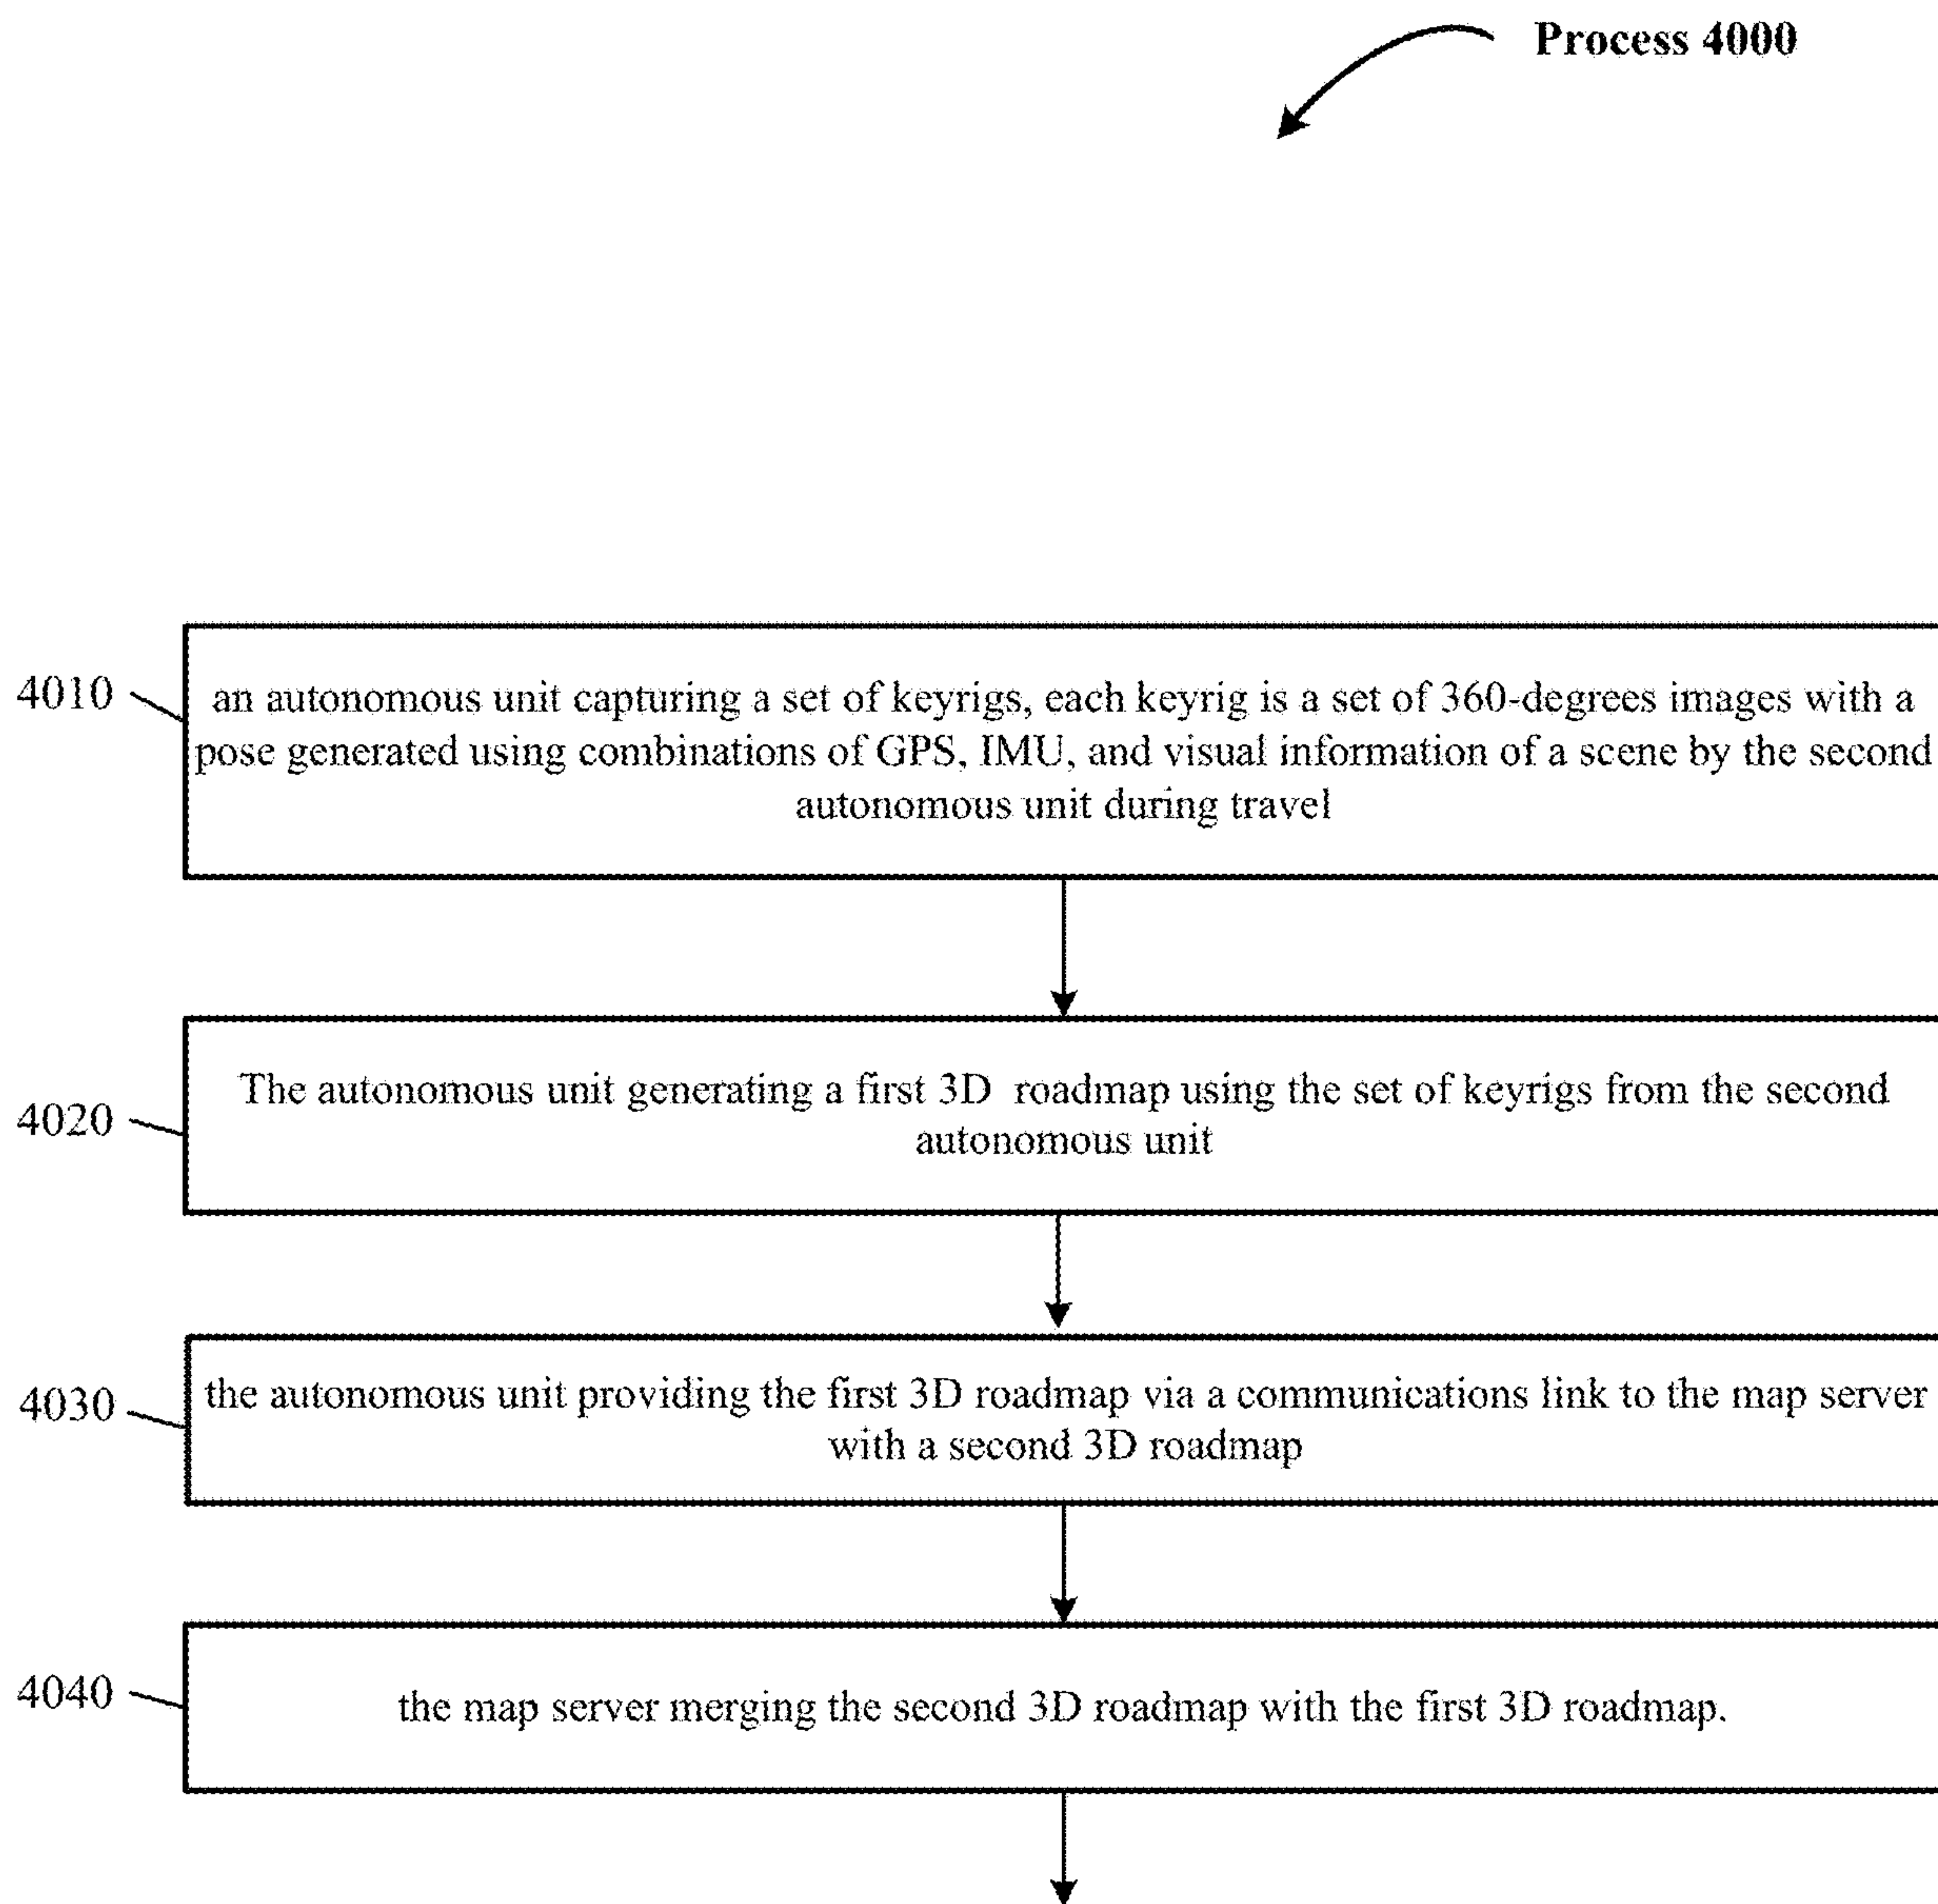 Process 4000
4010
an autonomous unit capturing a set of keyrigs, each keyrig is a set of 360-degrees images with a
pose generated using combinations of GPS, IMU, and visual information of a scene by the second
autonomous unit during travel
4020
The autonomous unit generating a first 3D roadmap using the set of keyrigs from the second
autonomous unit
4030
the autonomous unit providing the first 3D roadmap via a communications link to the map server
with a second 3D roadmap
4040
the map server merging the second 3D roadmap with the first 3D roadmap.